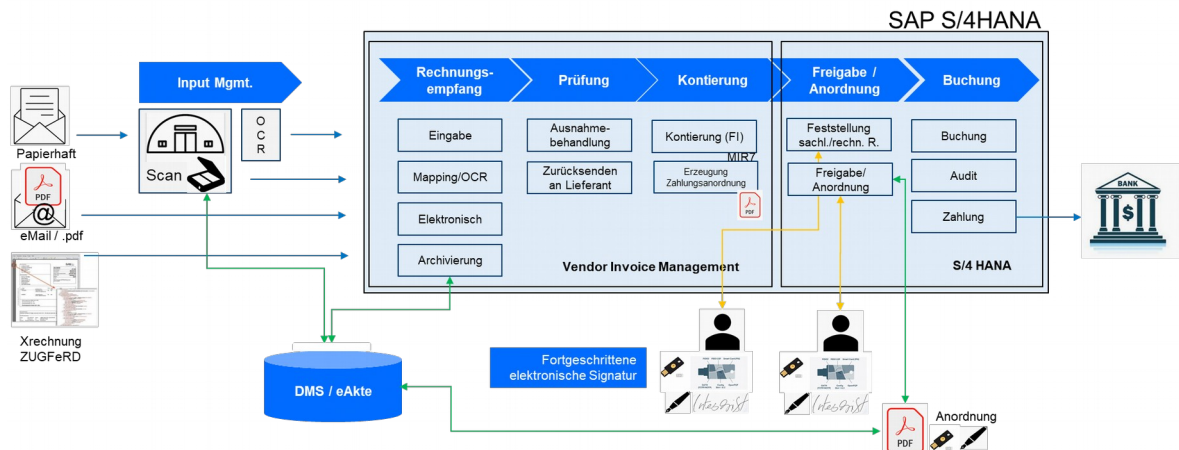 SAP S/4HANA
Input Mgmt.
Rechnungs-
empfang
Prüfung
Kontierung
Freigabe /
Anordnung
Buchung
Papierhaft
Scan
O
C
R
PDF
@
eMail / .pdf
Xrechnung
ZUGFeRD
Eingabe
Mapping/OCR
Elektronisch
Archivierung
Ausnahme-
behandlung
Zurücksenden
an Lieferant
Kontierung (FI)
MIR7
Erzeugung
Zahlungsanordnung
PDF
Feststellung
sachl./rechn. R.
Freigabe/
Anordnung
Buchung
Audit
Zahlung
BANK
$
Vendor Invoice Management
S/4 HANA
DMS / eAkte
Fortgeschrittene
elektronische Signatur
Anordnung
PDF